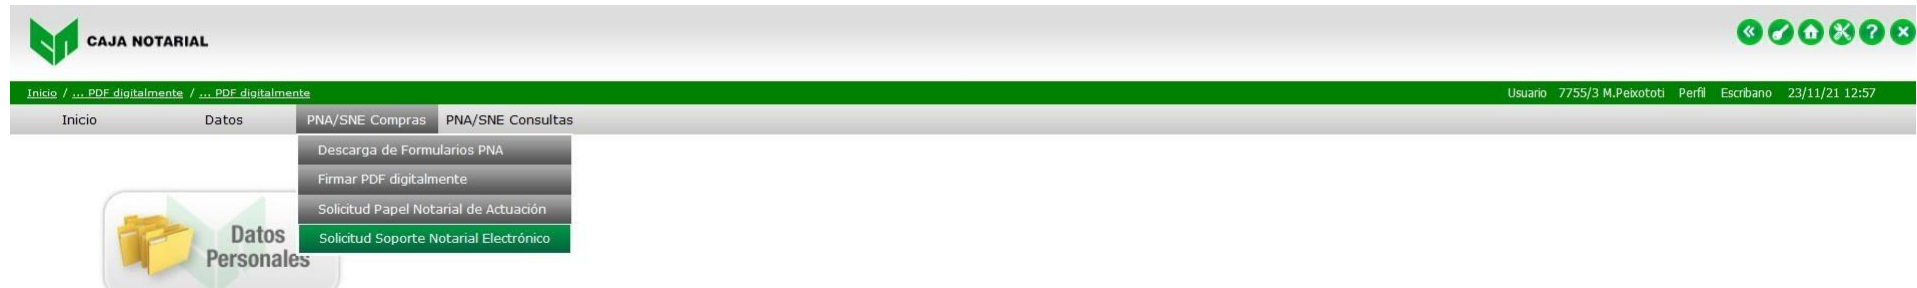 CAJA NOTARIAL
Inicio / ... PDF digitalmente / ... PDF digitalmente
Usuario 7755/3 M.Peixototi Perfil Escribano 23/11/21 12:57
Inicio Datos PNA/SNE Compras PNA/SNE Consultas
Descarga de Formularios PNA
Firmar PDF digitalmente
Solicitud Papel Notarial de Actuación
Solicitud Soporte Notarial Electrónico
Datos
Personales